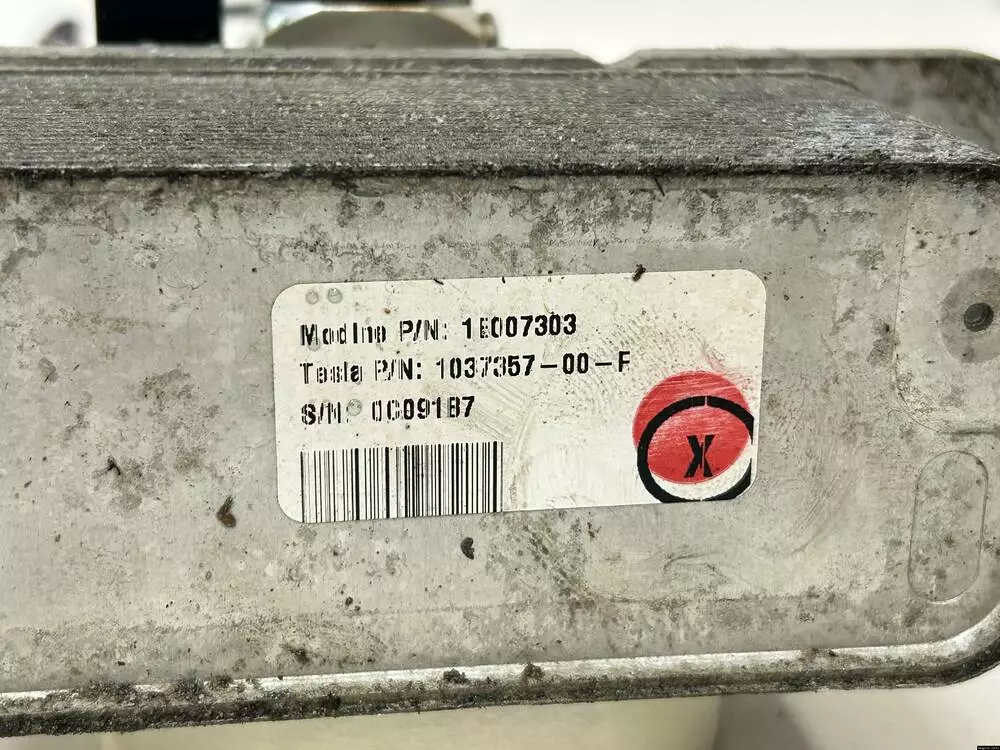 Modine P/N: 1E007303
Tesla P/N: 1037357-00-F
S/N: 0C091B7
X